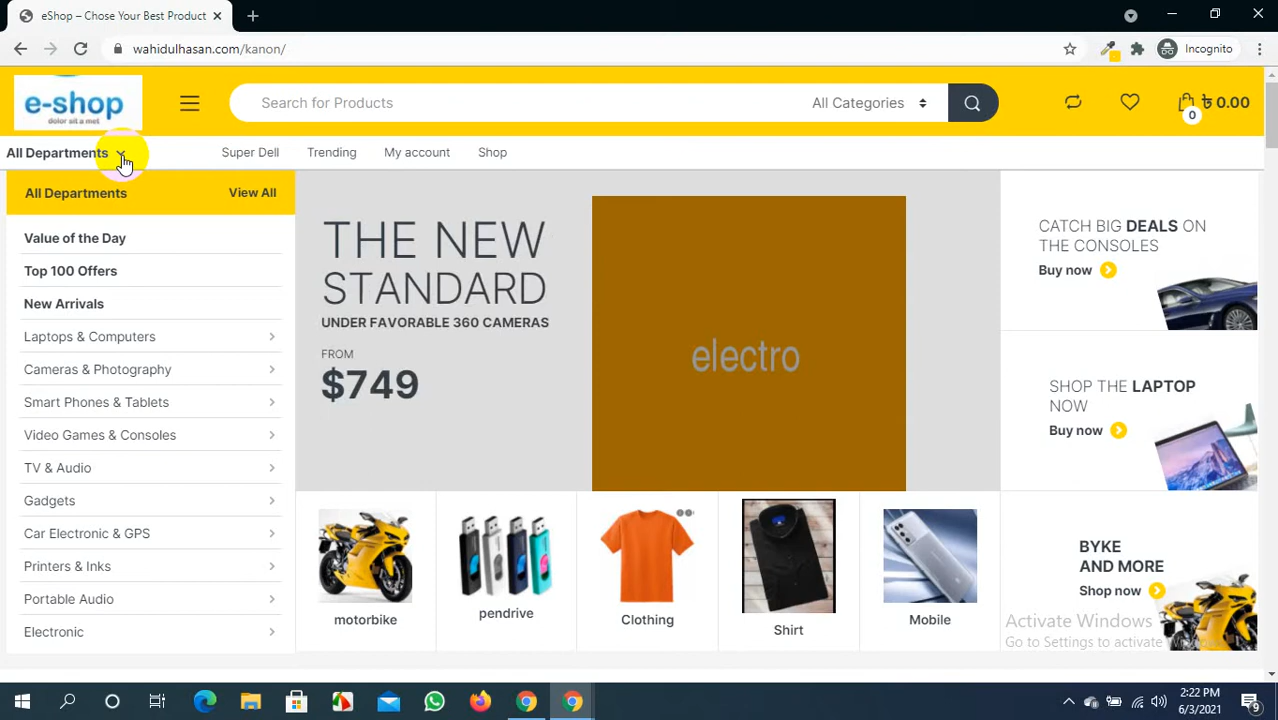 eShop – Chose Your Best Product
wahidulhasan.com/kanon/
Incognito
e-shop
dolor sit a met
Search for Products
All Categories
0
৳ 0.00
All Departments
Super Dell
Trending
My account
Shop
All Departments
View All
Value of the Day
Top 100 Offers
New Arrivals
Laptops & Computers
Cameras & Photography
Smart Phones & Tablets
Video Games & Consoles
TV & Audio
Gadgets
Car Electronic & GPS
Printers & Inks
Portable Audio
Electronic
THE NEW
STANDARD
UNDER FAVORABLE 360 CAMERAS
FROM
$749
electro
CATCH BIG DEALS ON
THE CONSOLES
Buy now
SHOP THE LAPTOP
NOW
Buy now
BYKE
AND MORE
Shop now
motorbike
pendrive
Clothing
Shirt
Mobile
Activate Windows
Go to Settings to activate Windows
2:22 PM
6/3/2021
9